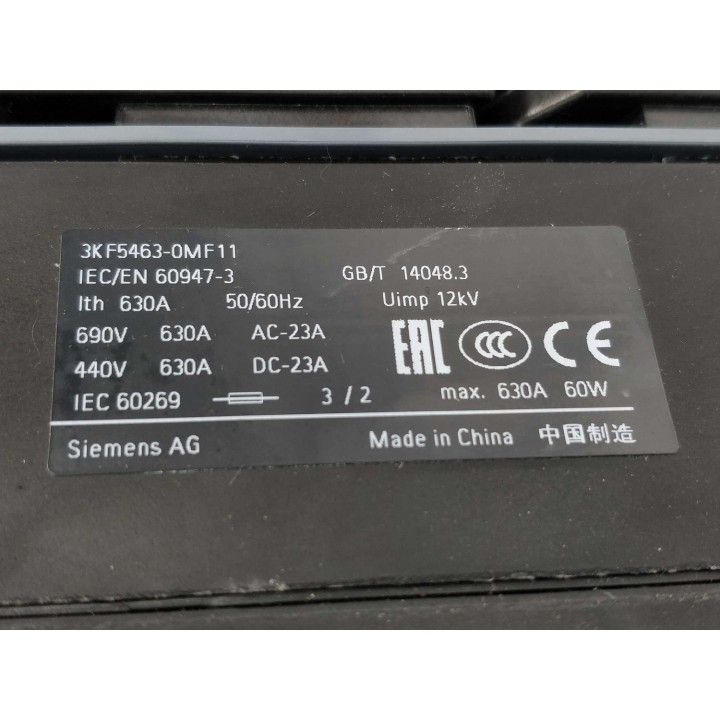 3KF5463-0MF11
IEC/EN 60947-3 GB/T 14048.3
Ith 630A 50/60Hz Uimp 12kV
690V 630A AC-23A
440V 630A DC-23A
EAC CCC CE
IEC 60269 3 / 2 max. 630A 60W
Siemens AG Made in China 中国制造